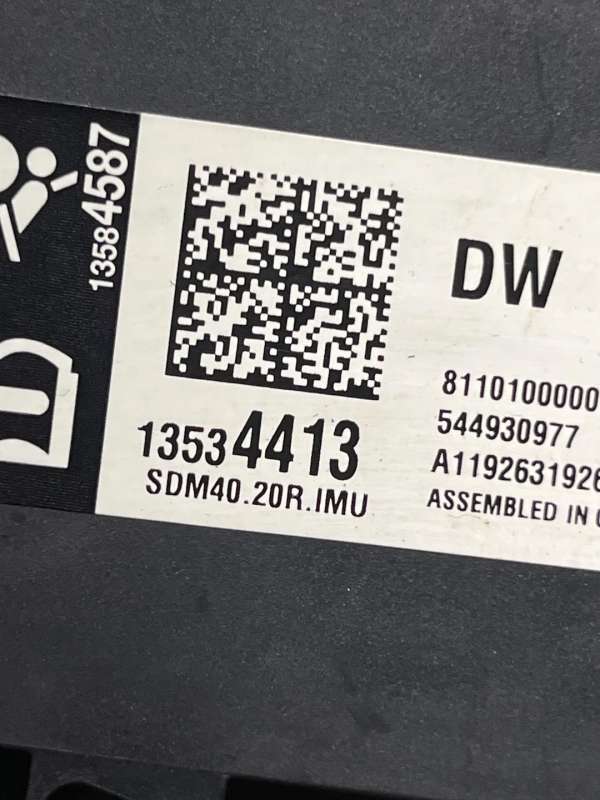 13584587
DW
8110100000
544930977
A119263192
ASSEMBLED IN
13534413
SDM40.20R.IMU